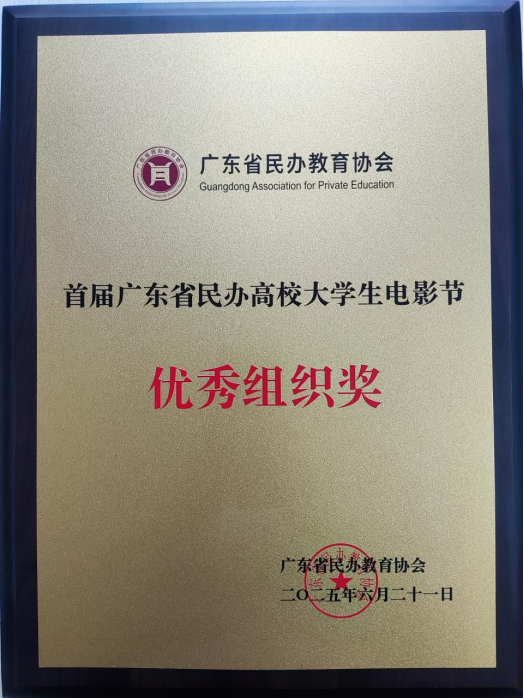 广东省民办教育协会
Guangdong Association for Private Education
首届广东省民办高校大学生电影节
优秀组织奖
广东省民办教育协会
二〇二五年六月二十一日